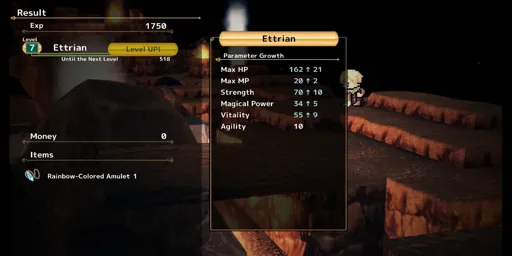 Result
Exp 1750
Level
7 Ettrian Level UP!
Until the Next Level 518
Money 0
Items
Rainbow-Colored Amulet 1
Ettrian
Parameter Growth
Max HP 162 ↑ 21
Max MP 20 ↑ 2
Strength 70 ↑ 10
Magical Power 34 ↑ 5
Vitality 55 ↑ 9
Agility 10